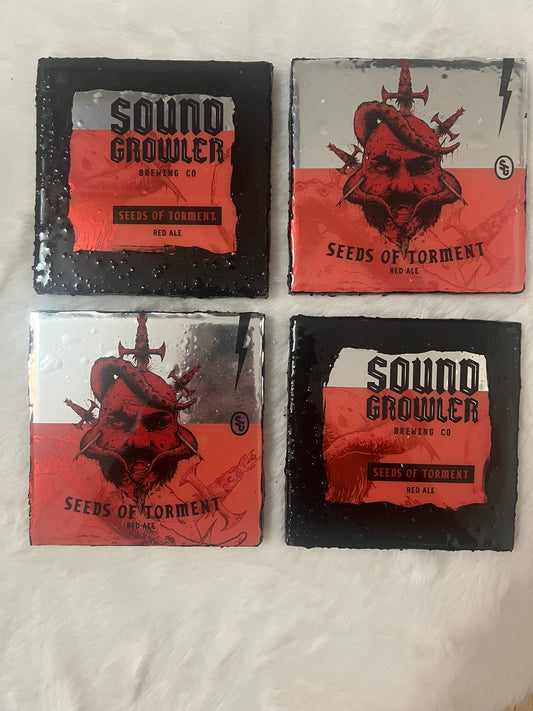 SOUND
GROWLER
BREWING CO
SEEDS OF TORMENT
RED ALE
SG
SEEDS OF TORMENT
RED ALE
SG
SEEDS OF TORMENT
RED ALE
SOUND
GROWLER
BREWING CO
SEEDS OF TORMENT
RED ALE